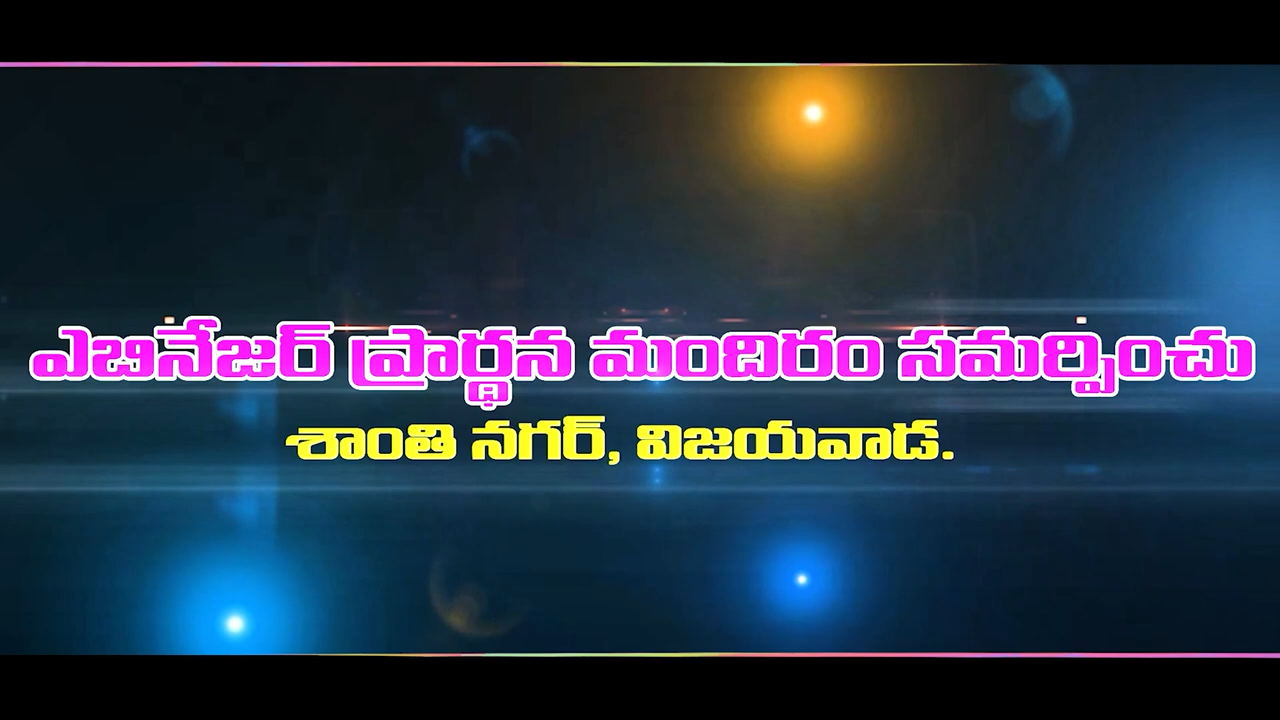 ఎబినేజర్ ప్రార్థన మందిరం సమర్పించు
శాంతి నగర్, విజయవాడ.